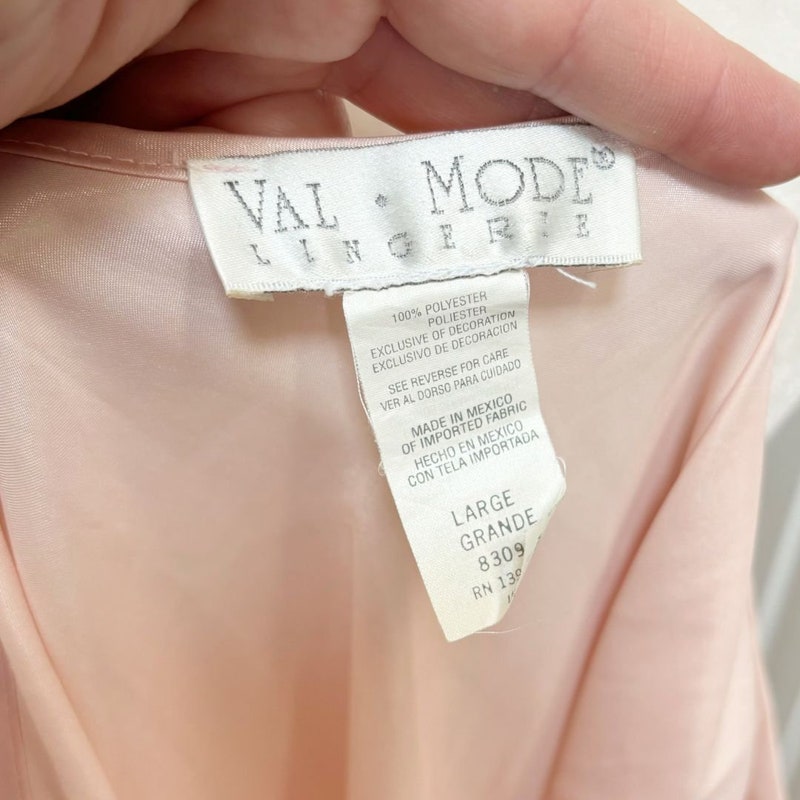 VAL • MODE®
LINGERIE
100% POLYESTER
POLIESTER
EXCLUSIVE OF DECORATION
EXCLUSIVO DE DECORACION
SEE REVERSE FOR CARE
VER AL DORSO PARA CUIDADO
MADE IN MEXICO
OF IMPORTED FABRIC
HECHO EN MEXICO
CON TELA IMPORTADA
LARGE
GRANDE
8309
RN